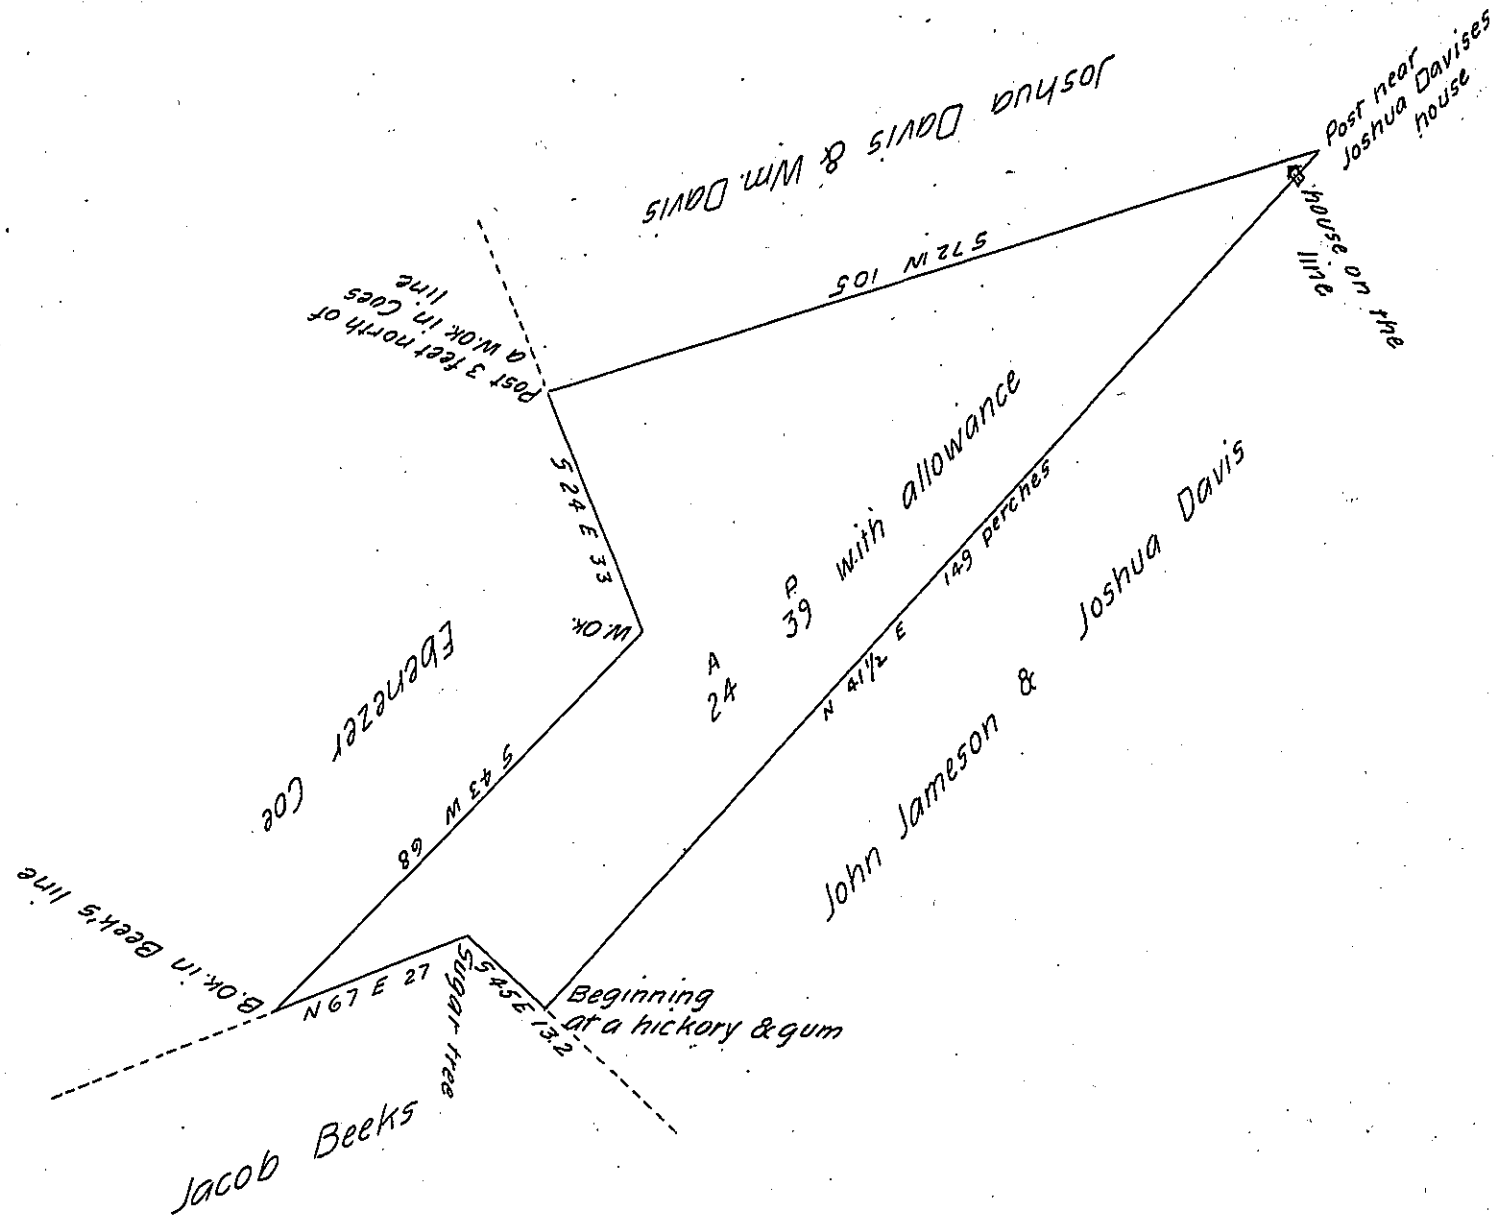 Joshua Davis & Wm. Davis
Post near
Joshua Davises
house
house on the
line
S 72 W 105
Post 3 feet north of
a w.ok in Coes
line
S 24 E 33
W.Ok.
Ebenezer Coe
S 43 W 68
B.Ok. in Beek's line
N 67 E 27
Sugar tree
S 45 E 13.2
Beginning
at a hickory & gum
Jacob Beeks
N 41 1/2 E 149 perches
A P
24 39 with allowance
John Jameson & Joshua Davis